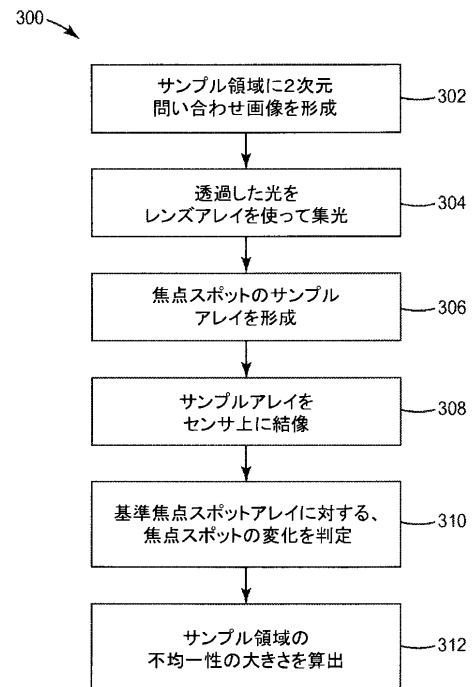 300
サンプル領域に2次元
問い合わせ画像を形成
302
透過した光を
レンズアレイを使って集光
304
焦点スポットのサンプル
アレイを形成
306
サンプルアレイを
センサ上に結像
308
基準焦点スポットアレイに対する、
焦点スポットの変化を判定
310
サンプル領域の
不均一性の大きさを算出
312